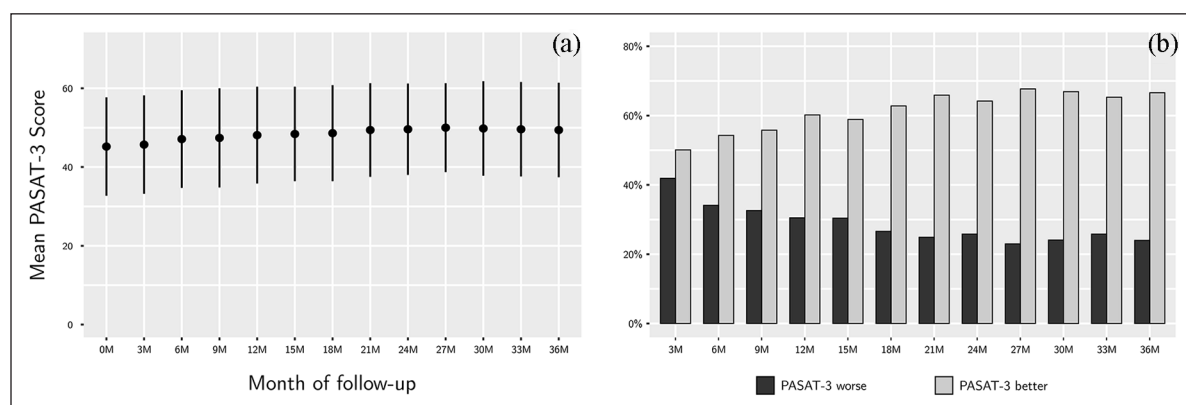 (a)
Mean PASAT-3 Score
60
40
20
0
0M 3M 6M 9M 12M 15M 18M 21M 24M 27M 30M 33M 36M
Month of follow-up
(b)
80%
60%
40%
20%
0%
3M 6M 9M 12M 15M 18M 21M 24M 27M 30M 33M 36M
PASAT-3 worse PASAT-3 better